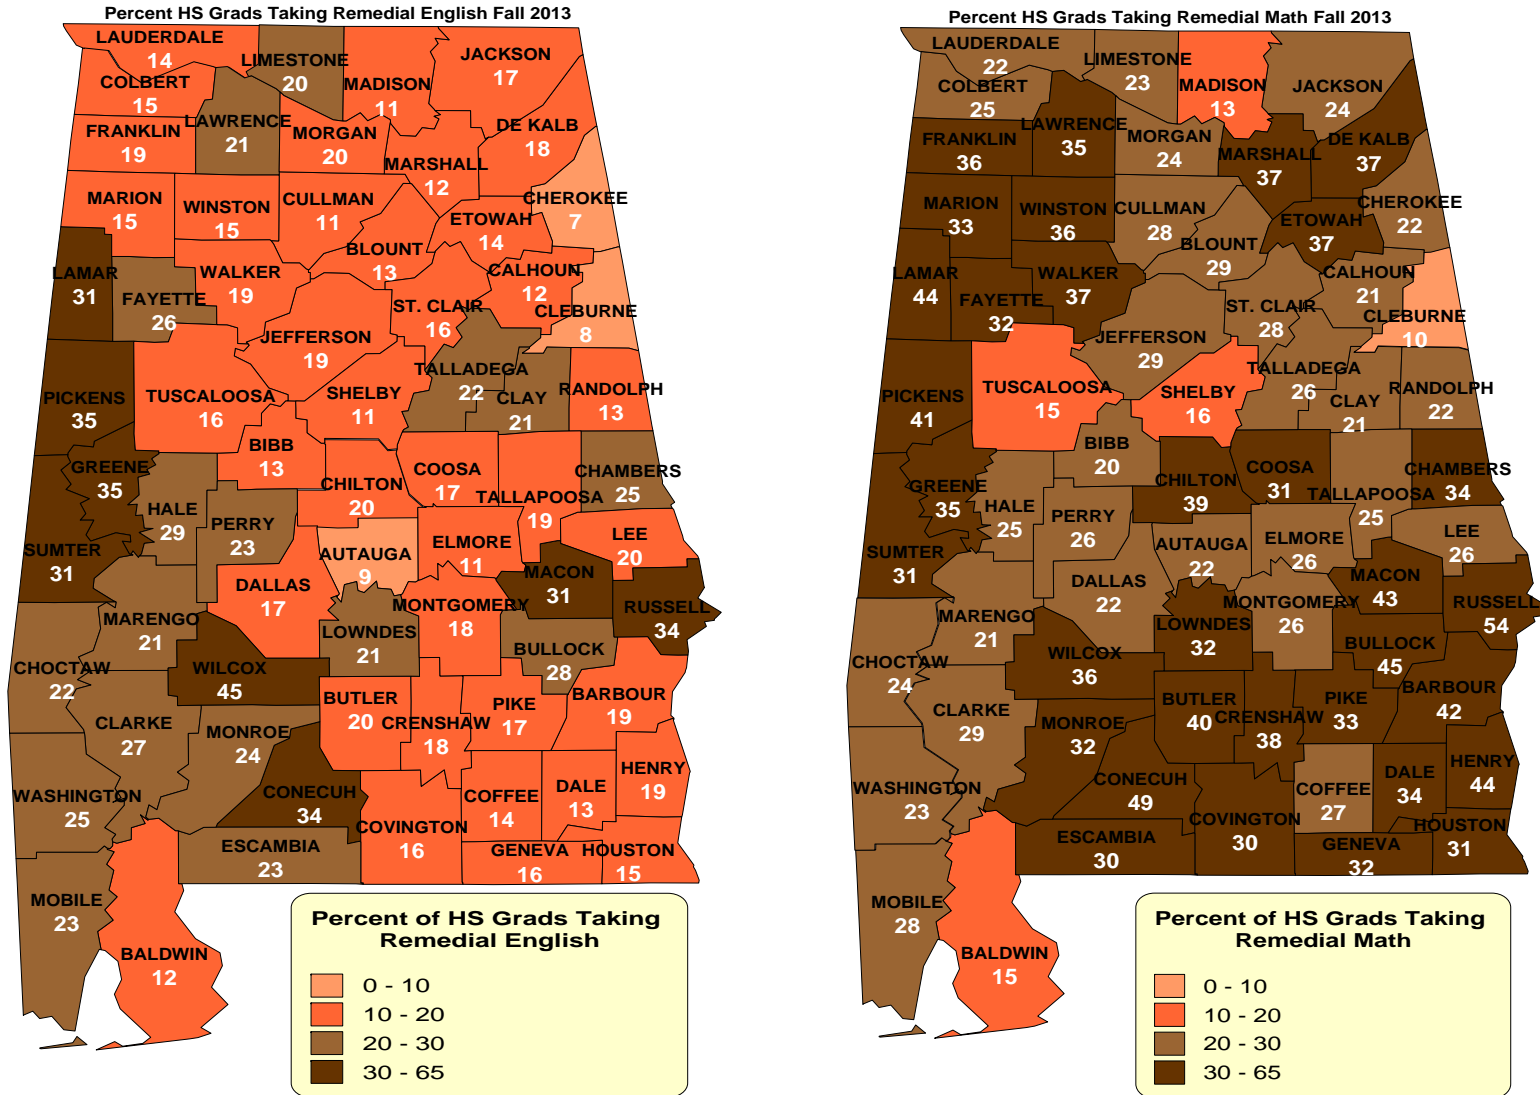 Percent HS Grads Taking Remedial English Fall 2013
LAUDERDALE
14
LIMESTONE
20
MADISON
11
JACKSON
17
COLBERT
15
FRANKLIN
19
LAWRENCE
21
MORGAN
20
DE KALB
18
MARSHALL
12
MARION
15
WINSTON
15
CULLMAN
11
CHEROKEE
7
ETOWAH
14
BLOUNT
13
LAMAR
31
FAYETTE
26
WALKER
19
CALHOUN
12
ST. CLAIR
16
CLEBURNE
8
JEFFERSON
19
TALLADEGA
22
CLAY
21
RANDOLPH
13
PICKENS
35
TUSCALOOSA
16
SHELBY
11
BIBB
13
GREENE
35
COOSA
17
CHAMBERS
25
CHILTON
20
TALLAPOOSA
19
HALE
29
PERRY
23
SUMTER
31
AUTAUGA
9
ELMORE
11
LEE
20
MACON
31
DALLAS
17
MONTGOMERY
18
RUSSELL
34
MARENGO
21
LOWNDES
21
BULLOCK
28
CHOCTAW
22
WILCOX
45
BUTLER
20
CRENSHAW
18
PIKE
17
BARBOUR
19
CLARKE
27
MONROE
24
HENRY
19
WASHINGTON
25
CONECUH
34
COFFEE
14
DALE
13
COVINGTON
16
ESCAMBIA
23
GENEVA
16
HOUSTON
15
MOBILE
23
BALDWIN
12
Percent of HS Grads Taking
Remedial English
0 - 10
10 - 20
20 - 30
30 - 65
Percent HS Grads Taking Remedial Math Fall 2013
LAUDERDALE
22
LIMESTONE
23
MADISON
13
JACKSON
24
COLBERT
25
FRANKLIN
36
LAWRENCE
35
MORGAN
24
DE KALB
37
MARSHALL
37
MARION
33
WINSTON
36
CULLMAN
28
CHEROKEE
22
ETOWAH
37
BLOUNT
29
LAMAR
44
FAYETTE
32
WALKER
37
CALHOUN
21
ST. CLAIR
28
CLEBURNE
10
JEFFERSON
29
TALLADEGA
26
CLAY
21
RANDOLPH
22
PICKENS
41
TUSCALOOSA
15
SHELBY
16
BIBB
20
GREENE
35
COOSA
31
CHAMBERS
34
CHILTON
39
TALLAPOOSA
25
HALE
25
PERRY
26
SUMTER
31
AUTAUGA
22
ELMORE
26
LEE
26
MACON
43
DALLAS
22
MONTGOMERY
26
RUSSELL
54
MARENGO
21
LOWNDES
32
BULLOCK
45
CHOCTAW
24
WILCOX
36
BUTLER
40
CRENSHAW
38
PIKE
33
BARBOUR
42
CLARKE
29
MONROE
32
HENRY
44
WASHINGTON
23
CONECUH
49
COFFEE
27
DALE
34
COVINGTON
30
ESCAMBIA
30
GENEVA
32
HOUSTON
31
MOBILE
28
BALDWIN
15
Percent of HS Grads Taking
Remedial Math
0 - 10
10 - 20
20 - 30
30 - 65